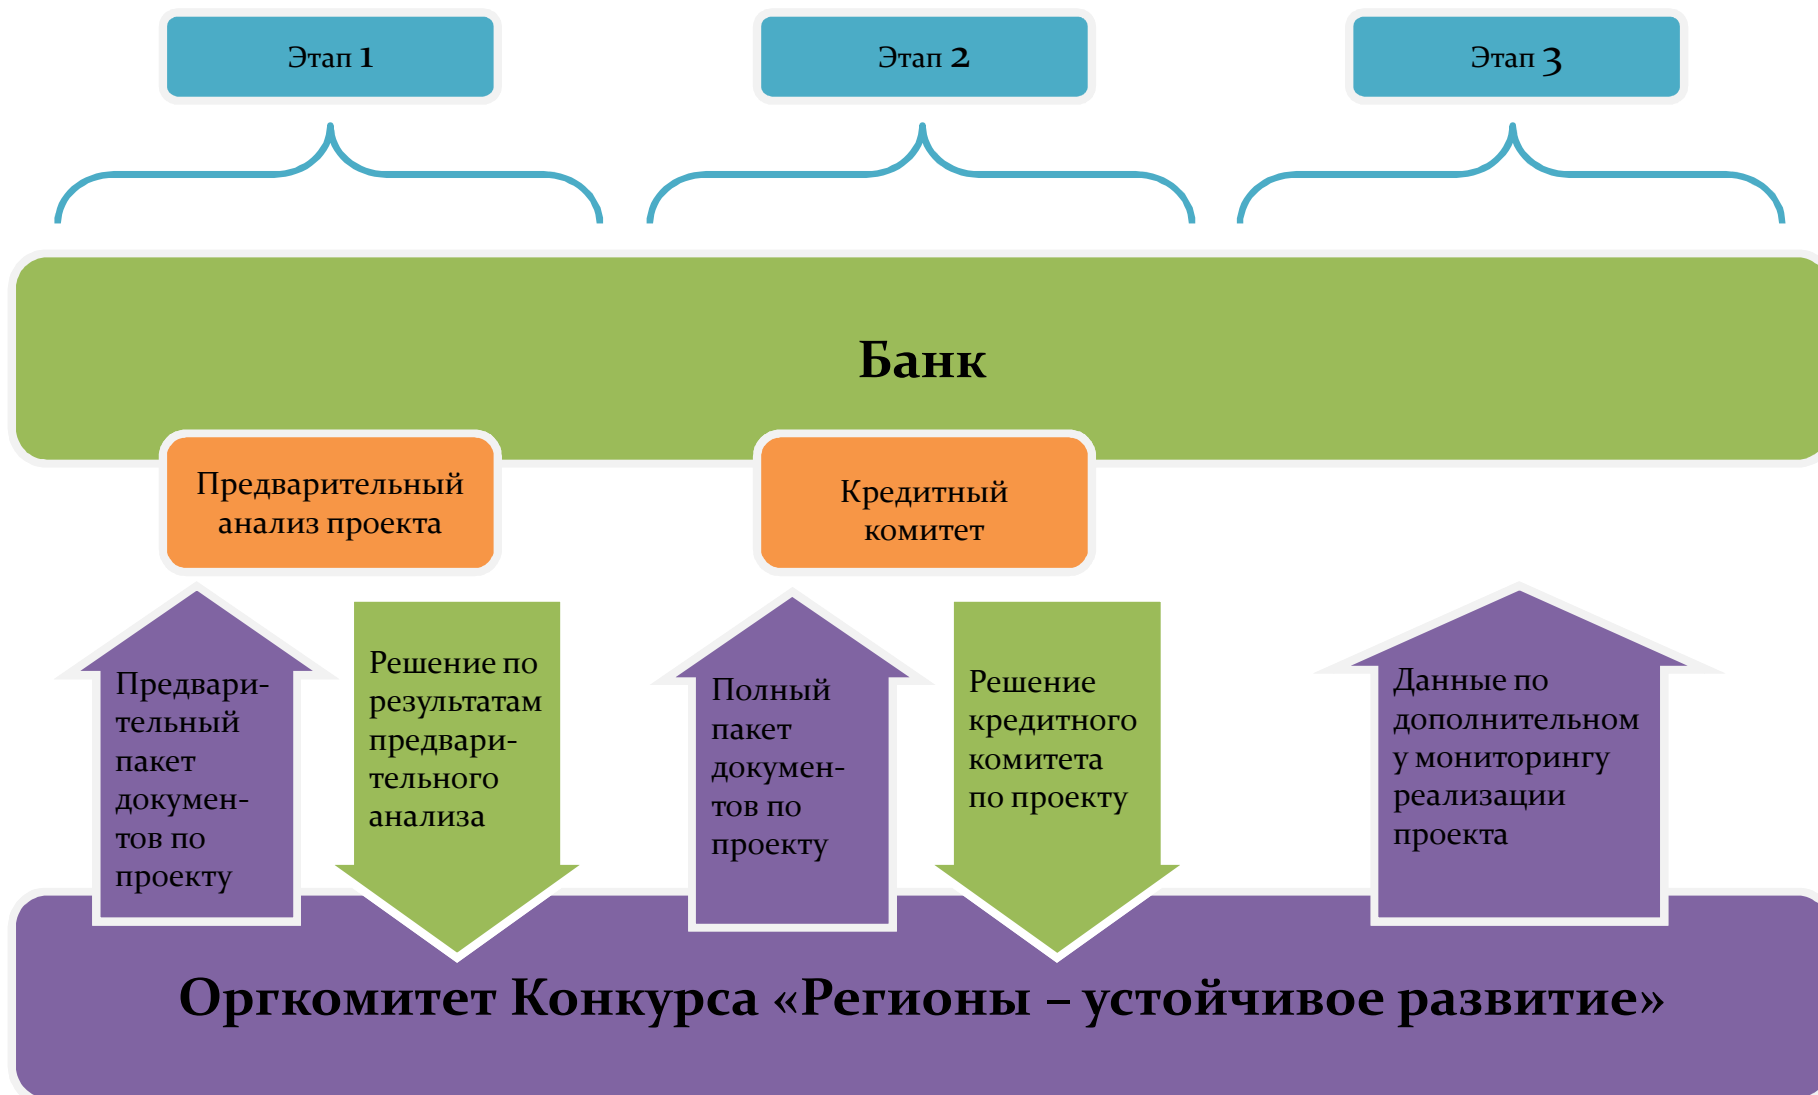 Этап 1
Этап 2
Этап 3
Банк
Предварительный
анализ проекта
Кредитный
комитет
Предвари-
тельный
пакет
докумен-
тов по
проекту
Решение по
результатам
предвари-
тельного
анализа
Полный
пакет
докумен-
тов по
проекту
Решение
кредитного
комитета
по проекту
Данные по
дополнительном
у мониторингу
реализации
проекта
Оргкомитет Конкурса «Регионы – устойчивое развитие»